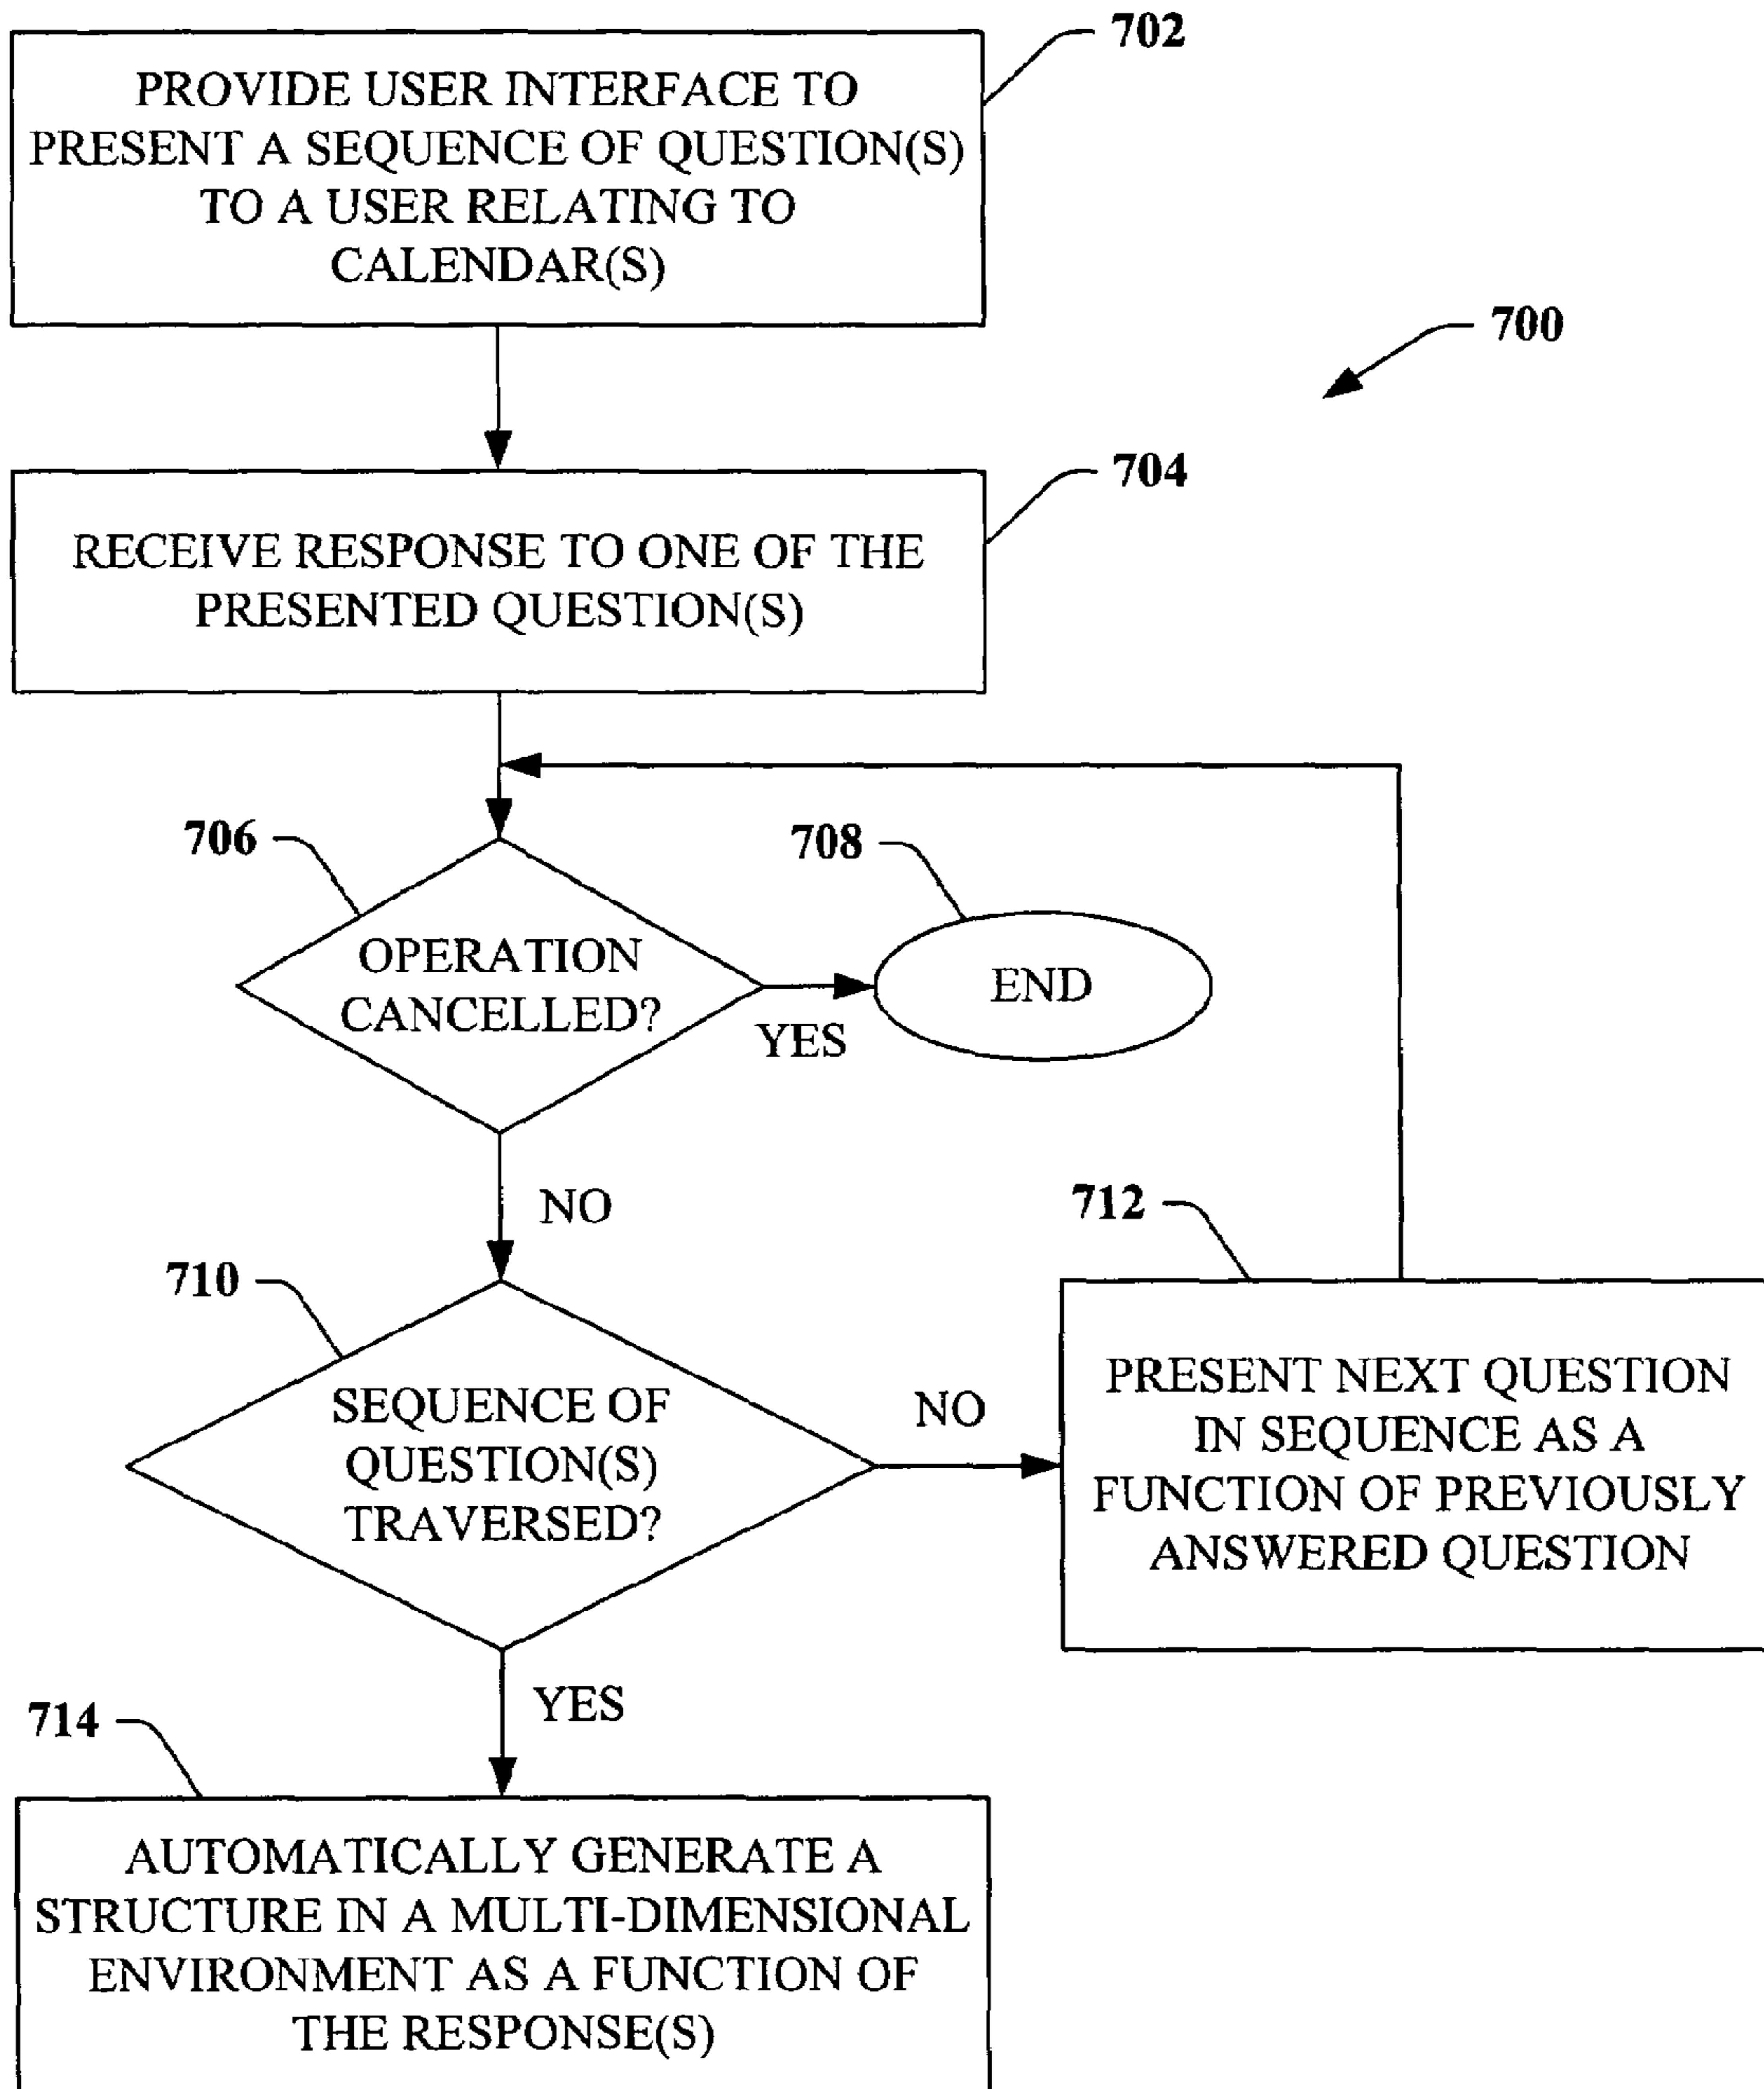 702
PROVIDE USER INTERFACE TO
PRESENT A SEQUENCE OF QUESTION(S)
TO A USER RELATING TO
CALENDAR(S)
700
704
RECEIVE RESPONSE TO ONE OF THE
PRESENTED QUESTION(S)
706
708
OPERATION
CANCELLED?
END
YES
NO
712
710
PRESENT NEXT QUESTION
IN SEQUENCE AS A
FUNCTION OF PREVIOUSLY
ANSWERED QUESTION
SEQUENCE OF
QUESTION(S)
TRAVERSED?
NO
YES
714
AUTOMATICALLY GENERATE A
STRUCTURE IN A MULTI-DIMENSIONAL
ENVIRONMENT AS A FUNCTION OF
THE RESPONSE(S)